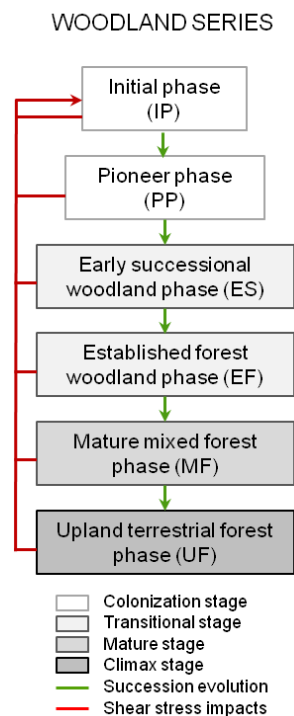 WOODLAND SERIES
Initial phase
(IP)
Pioneer phase
(PP)
Early successional
woodland phase (ES)
Established forest
woodland phase (EF)
Mature mixed forest
phase (MF)
Upland terrestrial forest
phase (UF)
Colonization stage
Transitional stage
Mature stage
Climax stage
Succession evolution
Shear stress impacts